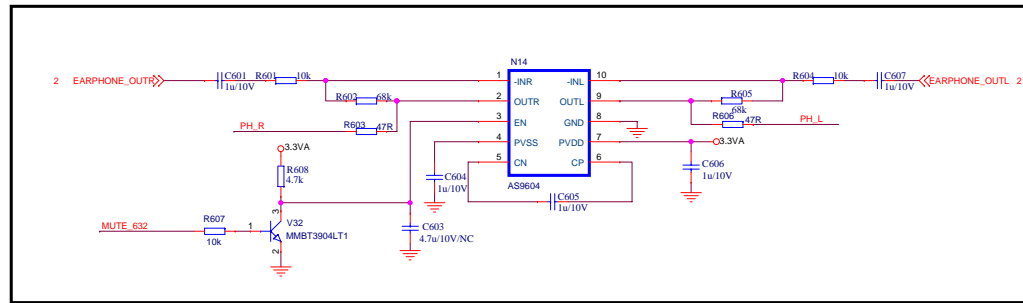 N14
2 EARPHONE_OUTR
C601
1u/10V
R601
10k
1
-INR
-INL
10
R604
10k
C607
1u/10V
EARPHONE_OUTL 2
R602
68k
2
OUTR
OUTL
9
R605
68k
PH_R
R603
47R
3
EN
GND
8
R606
47R
PH_L
4
PVSS
PVDD
7
3.3VA
5
CN
CP
6
3.3VA
R608
4.7k
C604
1u/10V
AS9604
C605
1u/10V
C606
1u/10V
MUTE_632
R607
10k
1
3
2
V32
MMBT3904LT1
C603
4.7u/10V/NC